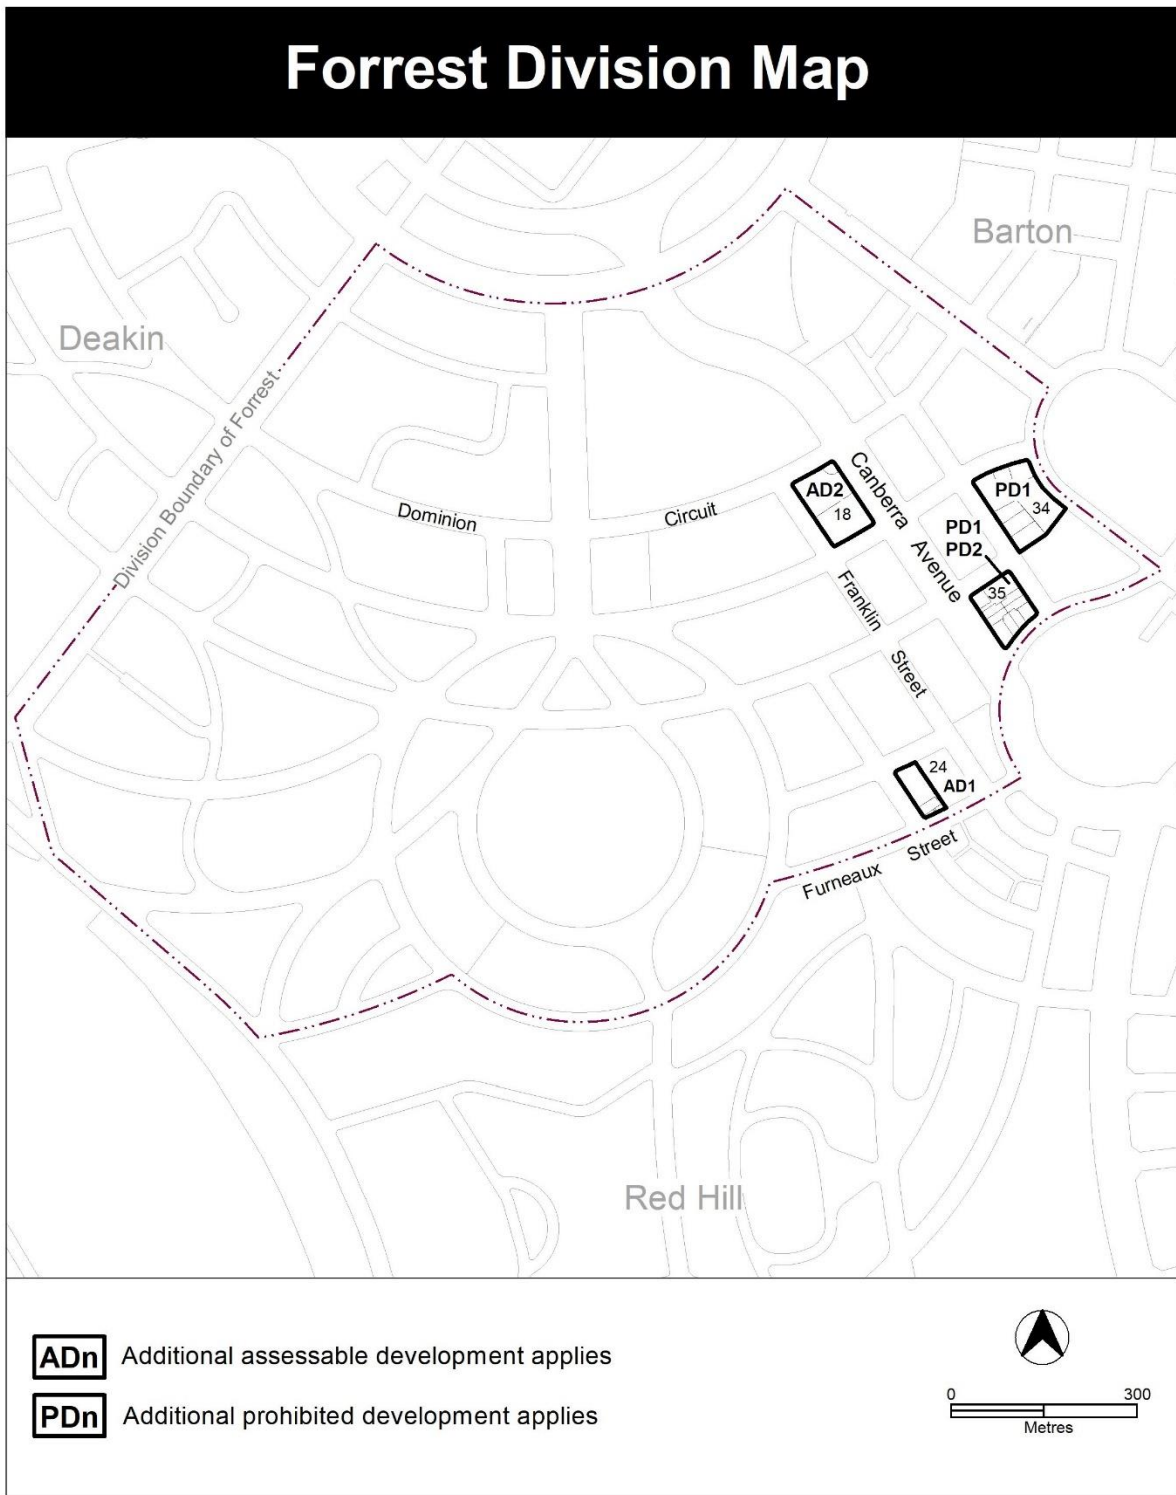 Forrest Division Map
Barton
Deakin
Division Boundary of Forrest
Dominion
Circuit
Canberra
Avenue
AD2
18
PD1
34
PD1
PD2
35
Franklin
Street
24
AD1
Furneaux
Street
Red Hill
ADn Additional assessable development applies
PDn Additional prohibited development applies
0 300
Metres